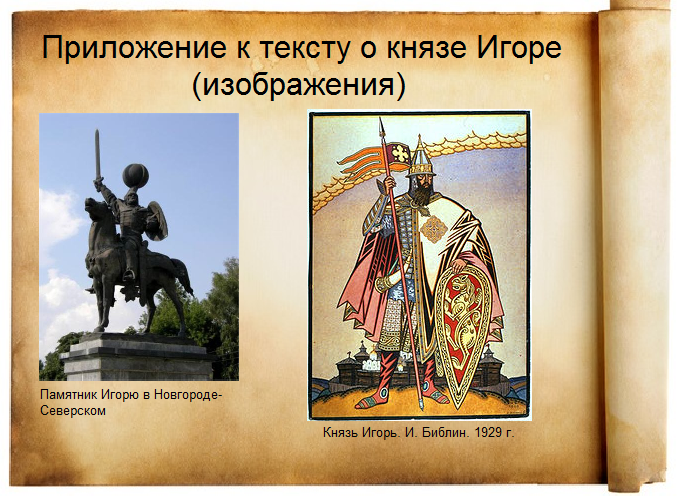 Приложение к тексту о князе Игоре
(изображения)
Памятник Игорю в Новгороде-
Северском
Князь Игорь. И. Библин. 1929 г.